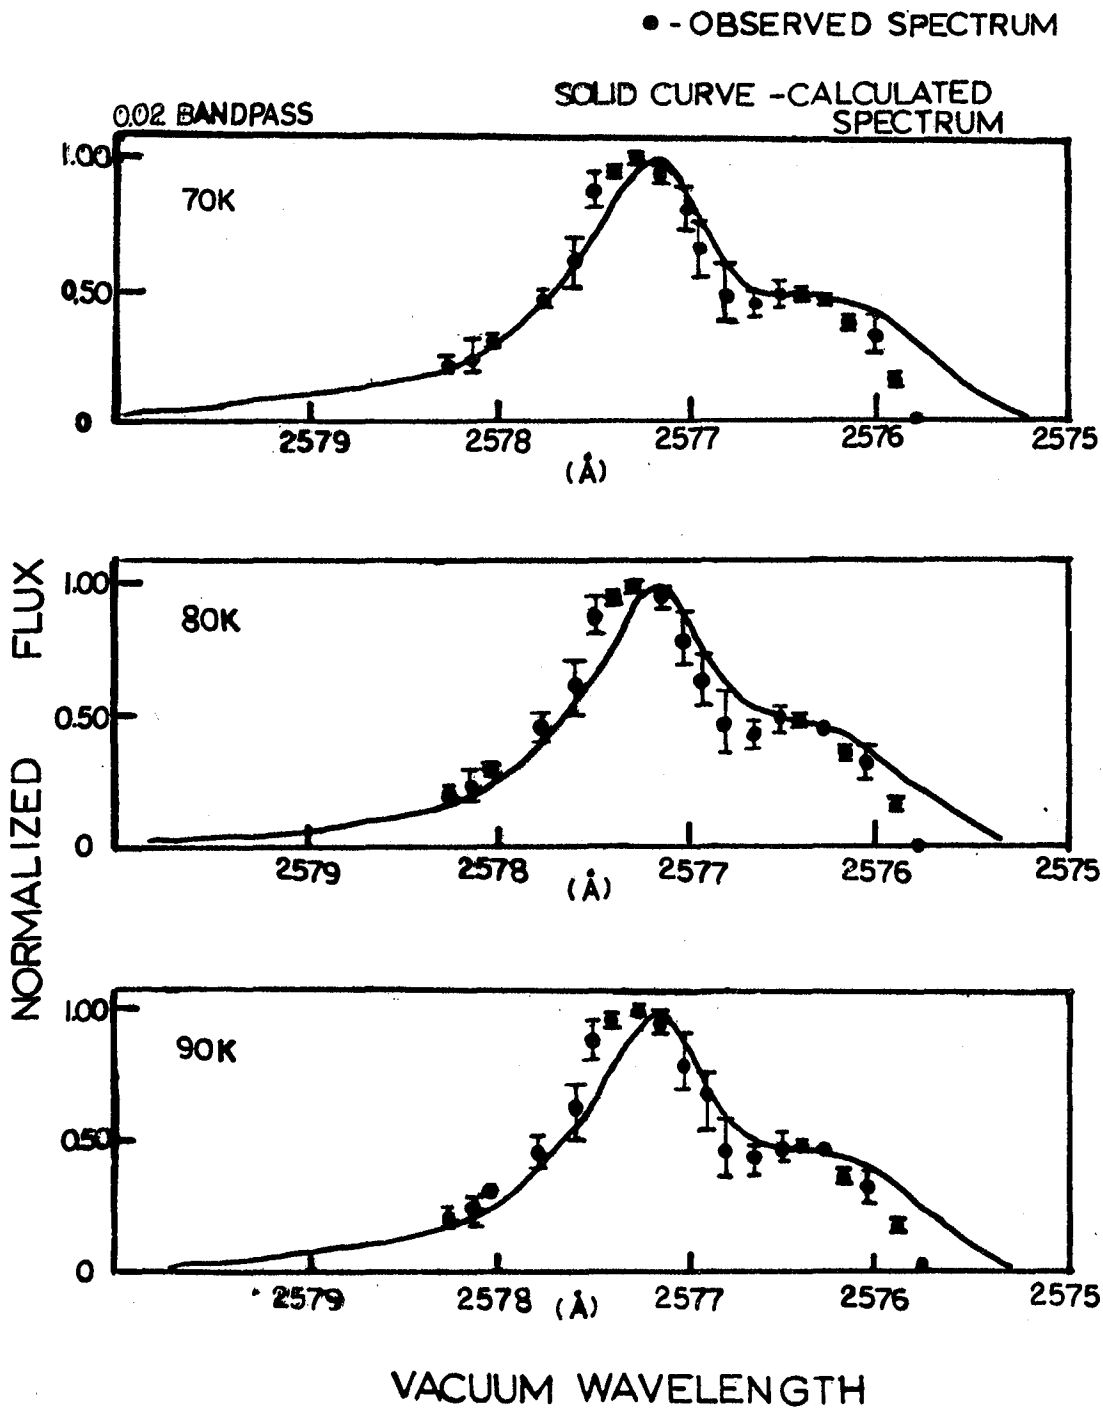 ● - OBSERVED SPECTRUM
SOLID CURVE - CALCULATED
SPECTRUM
0.02 BANDPASS
1.00
70K
0.50
0
2579 2578 2577 2576 2575
(Å)
1.00
80K
0.50
0
2579 2578 2577 2576 2575
(Å)
1.00
90K
0.50
0
2579 2578 2577 2576 2575
(Å)
NORMALIZED FLUX
VACUUM WAVELENGTH